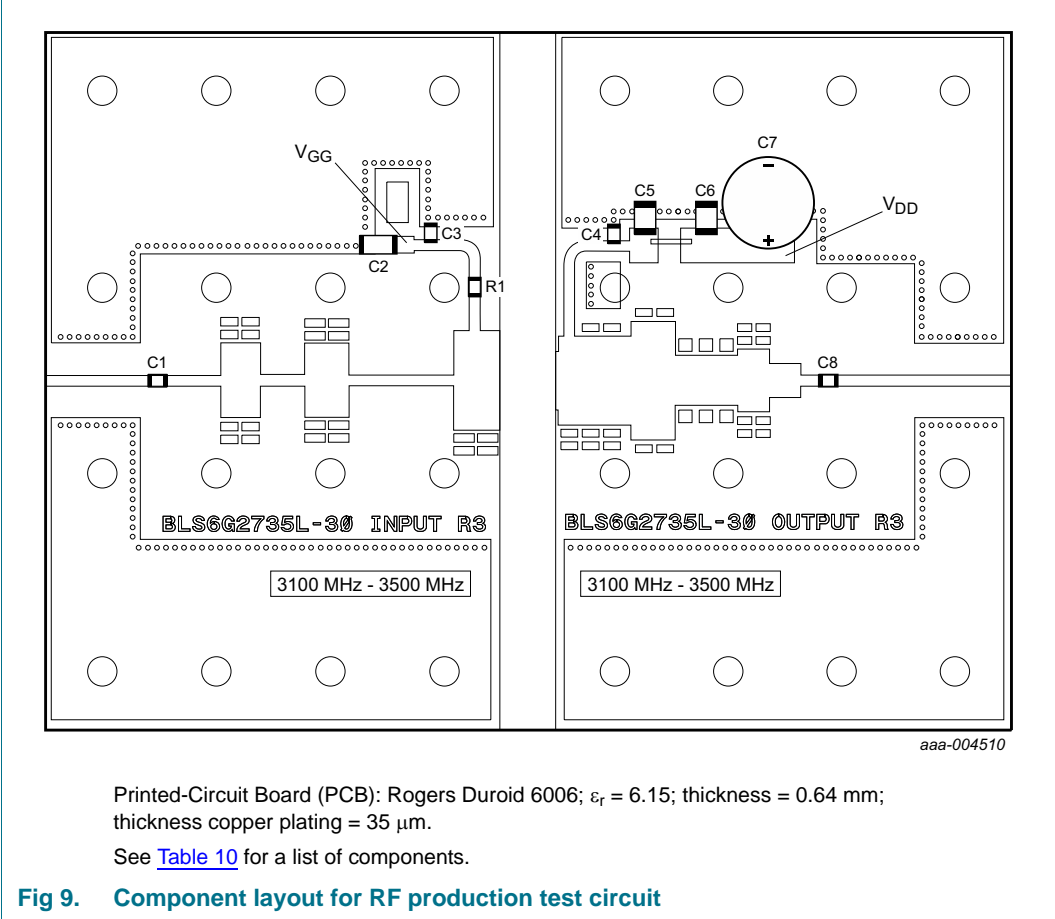 C7
V_GG
C5 C6
V_DD
C3 C4
C2
R1
C1 C8
BLS6G2735L-30 INPUT R3 BLS6G2735L-30 OUTPUT R3
3100 MHz - 3500 MHz 3100 MHz - 3500 MHz
aaa-004510
Printed-Circuit Board (PCB): Rogers Duroid 6006; εr = 6.15; thickness = 0.64 mm;
thickness copper plating = 35 μm.
See Table 10 for a list of components.
Fig 9. Component layout for RF production test circuit